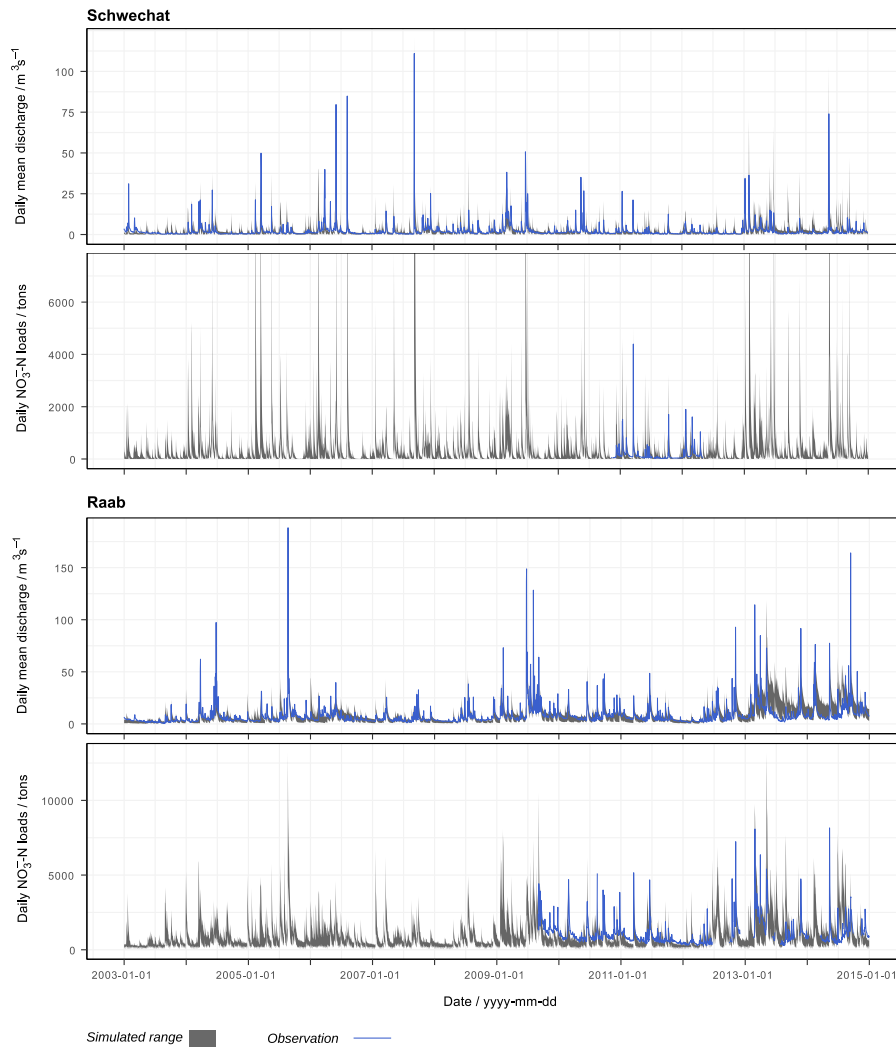 Schwechat
Daily mean discharge / m³s⁻¹
100
75
50
25
0
Daily NO₃⁻-N loads / tons
6000
4000
2000
0
Raab
Daily mean discharge / m³s⁻¹
150
100
50
0
Daily NO₃⁻-N loads / tons
10000
5000
0
2003-01-01 2005-01-01 2007-01-01 2009-01-01 2011-01-01 2013-01-01 2015-01-01
Date / yyyy-mm-dd
Simulated range Observation